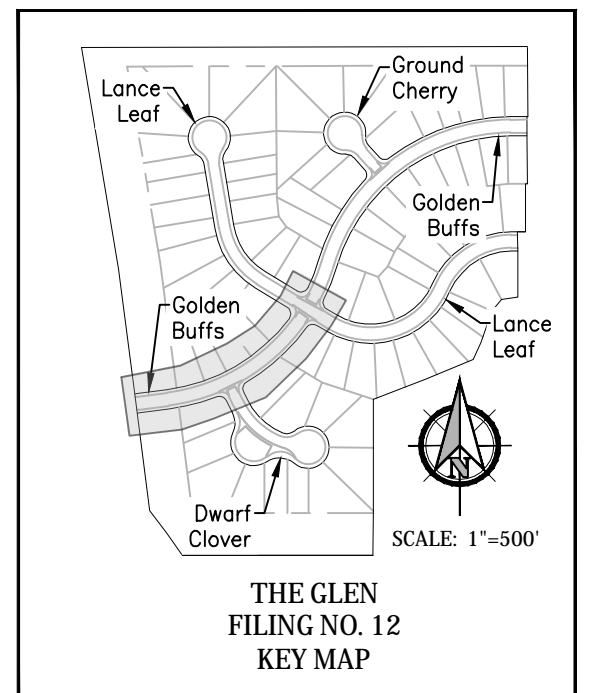 Lance
Leaf
Ground
Cherry
Golden
Buffs
Golden
Buffs
Lance
Leaf
Dwarf
Clover
N
SCALE: 1"=500'
THE GLEN
FILING NO. 12
KEY MAP